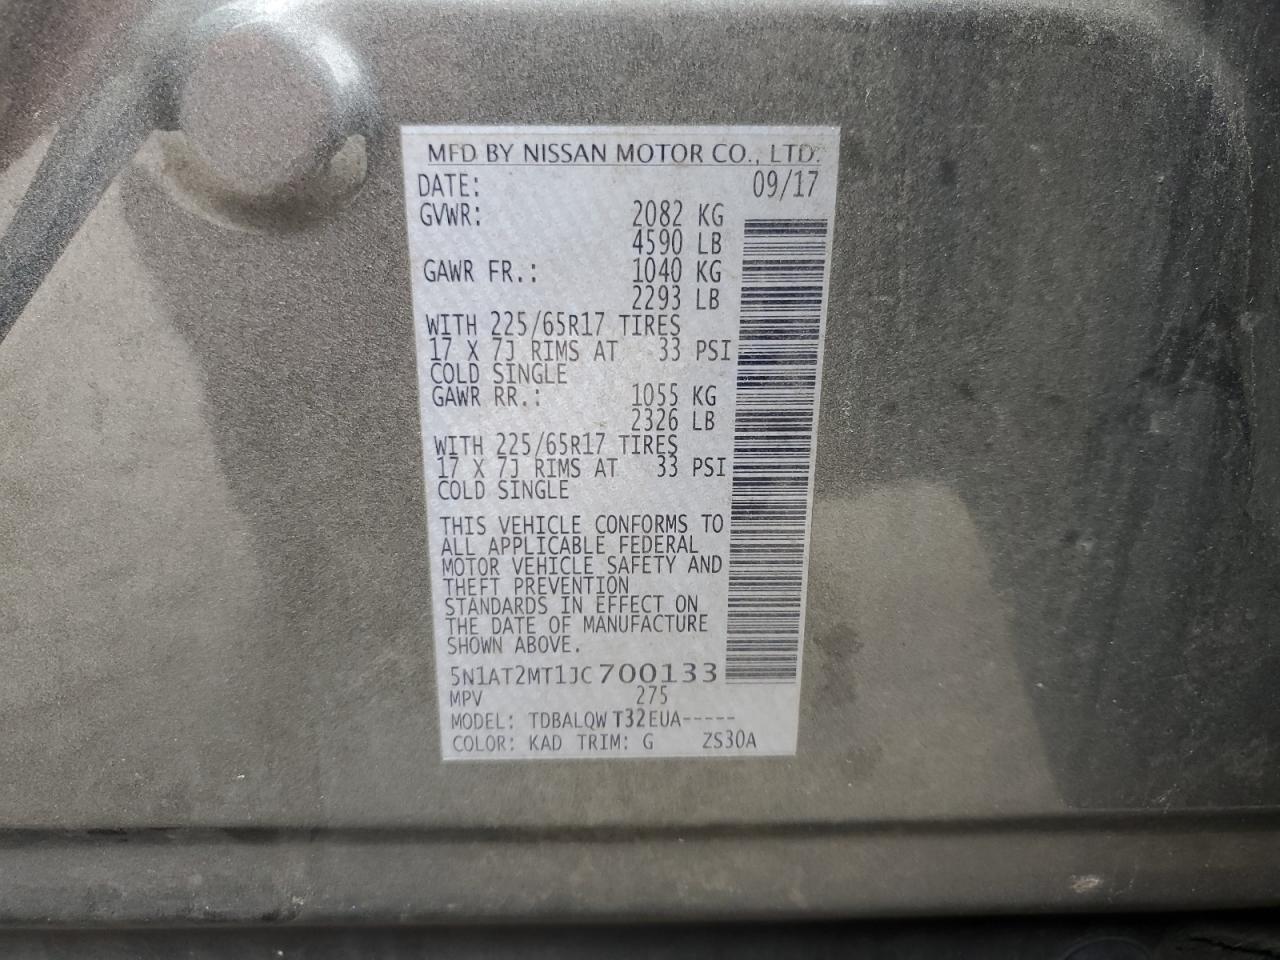 MFD BY NISSAN MOTOR CO., LTD.
DATE: 09/17
GVWR: 2082 KG
4590 LB
GAWR FR.: 1040 KG
2293 LB
WITH 225/65R17 TIRES
17 X 7J RIMS AT 33 PSI
COLD SINGLE
GAWR RR.: 1055 KG
2326 LB
WITH 225/65R17 TIRES
17 X 7J RIMS AT 33 PSI
COLD SINGLE
THIS VEHICLE CONFORMS TO
ALL APPLICABLE FEDERAL
MOTOR VEHICLE SAFETY AND
THEFT PREVENTION
STANDARDS IN EFFECT ON
THE DATE OF MANUFACTURE
SHOWN ABOVE.
5N1AT2MT1JC700133
MPV 275
MODEL: TDBALQW T32EUA-----
COLOR: KAD TRIM: G ZS30A